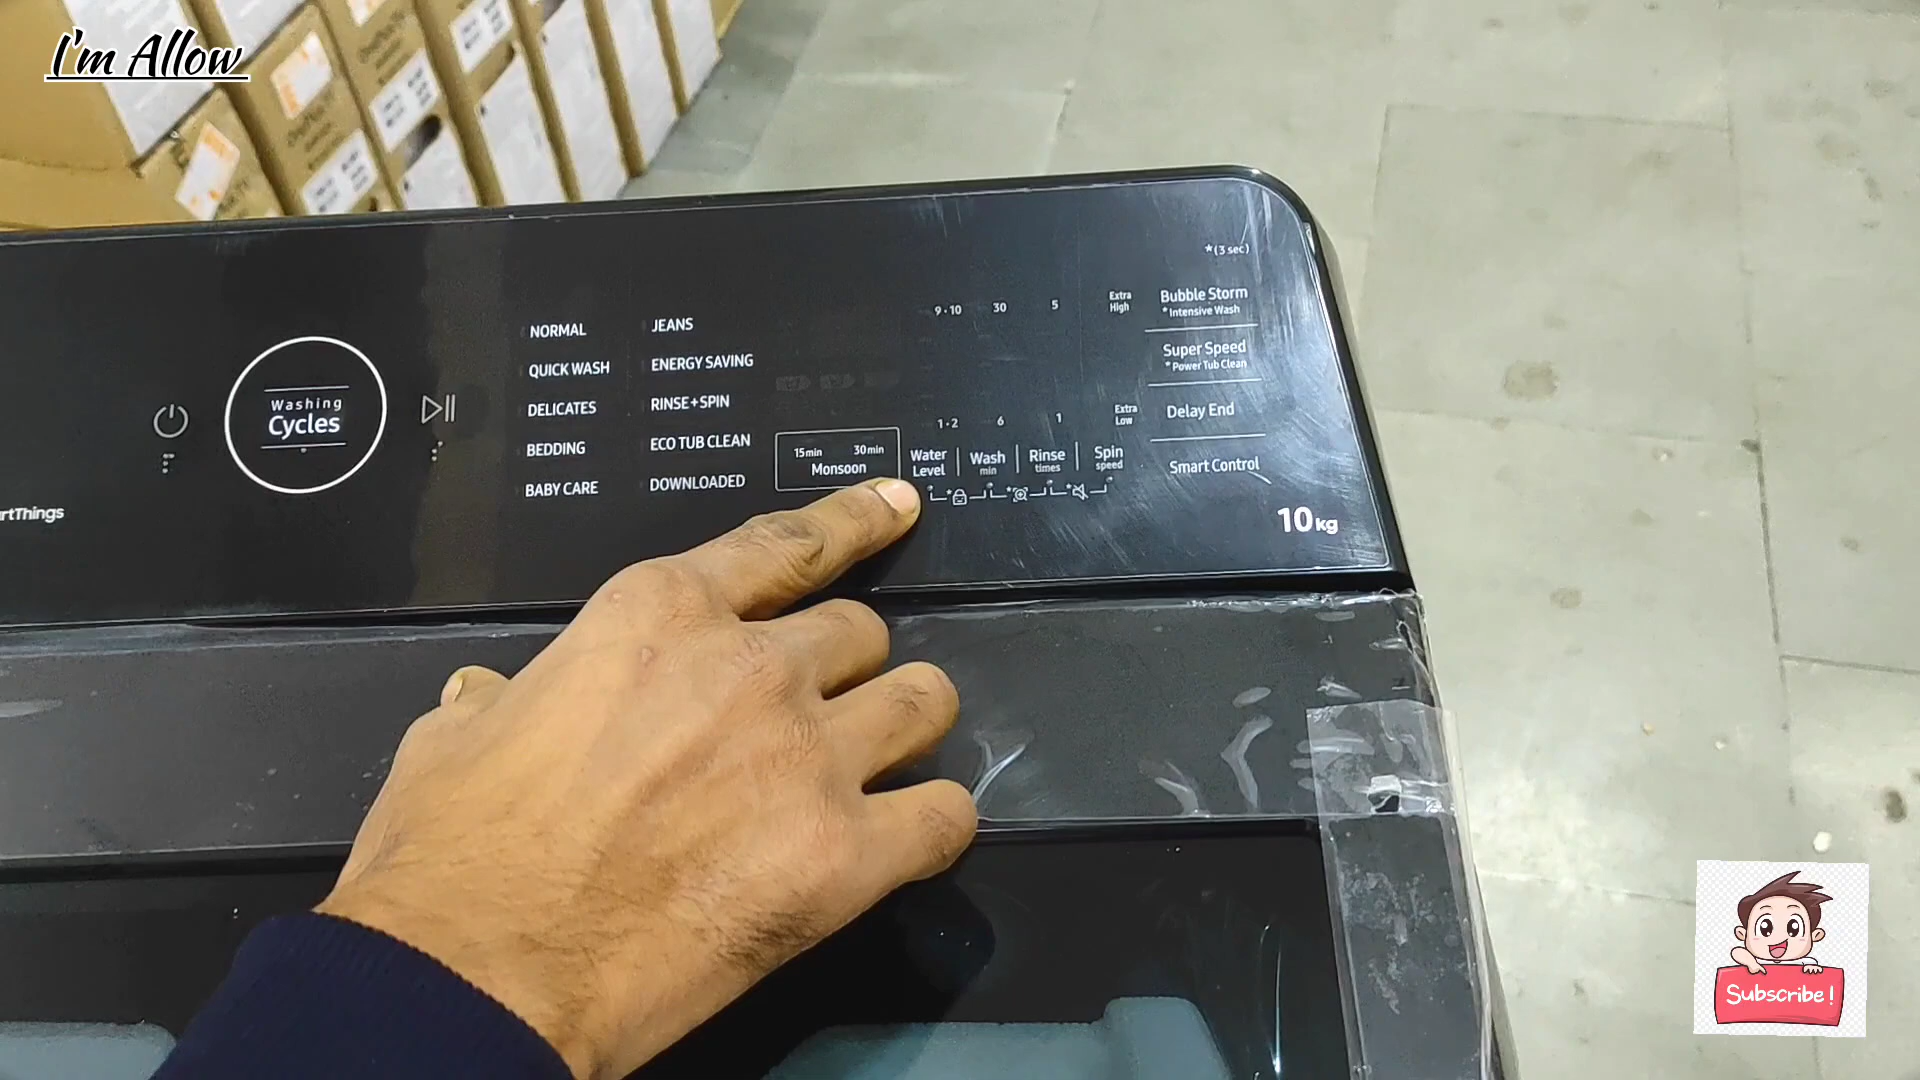 I'm Allow
*(3 sec)
NORMAL
QUICK WASH
DELICATES
BEDDING
BABY CARE
JEANS
ENERGY SAVING
RINSE+SPIN
ECO TUB CLEAN
DOWNLOADED
Washing
Cycles
rtThings
15min 30min
Monsoon
9·10 30 5 Extra High
1·2 6 1 Extra Low
Water Level
Wash min
Rinse times
Spin speed
Bubble Storm
* Intensive Wash
Super Speed
* Power Tub Clean
Delay End
Smart Control
10kg
Subscribe!